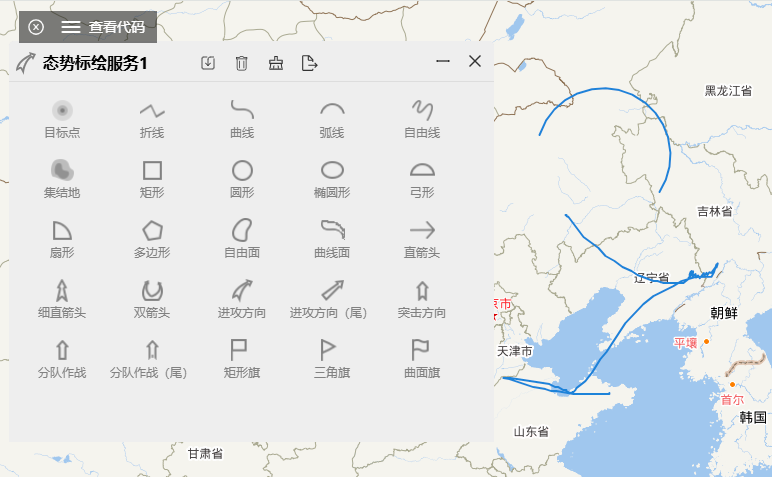 查看代码
态势标绘服务1
目标点 折线 曲线 弧线 自由线
集结地 矩形 圆形 椭圆形 弓形
扇形 多边形 自由面 曲线面 直箭头
细直箭头 双箭头 进攻方向 进攻方向（尾） 突击方向
分队作战 分队作战（尾） 矩形旗 三角旗 曲面旗
黑龙江省
吉林省
辽宁省
京市
朝鲜
平壤
天津市
首尔
韩国
山东省
甘肃省